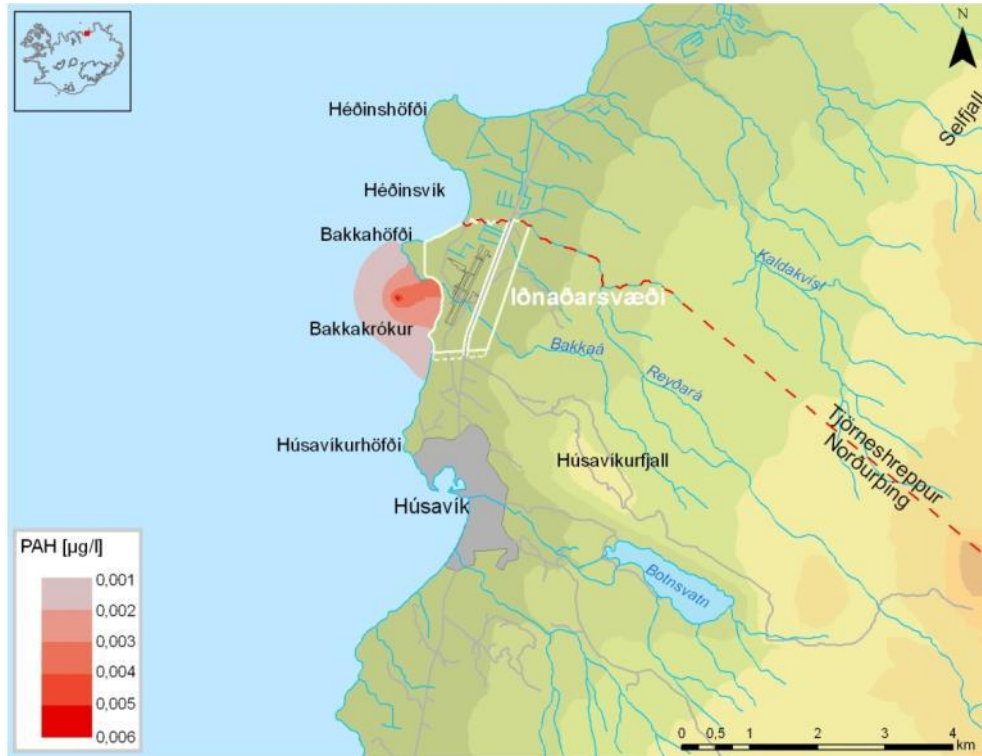 N
Selfjall
Héðinshöfði
Héðinsvík
Bakkahöfði
Kaldakvísl
Iðnaðarsvæði
Bakkakrókur
Bakkaá
Reyðará
Tjörneshreppur
Norðurþing
Húsavíkurhöfði
Húsavíkurfjall
Húsavík
Botnsvatn
PAH [µg/l]
0,001
0,002
0,003
0,004
0,005
0,006
0 0,5 1 2 3 4
km